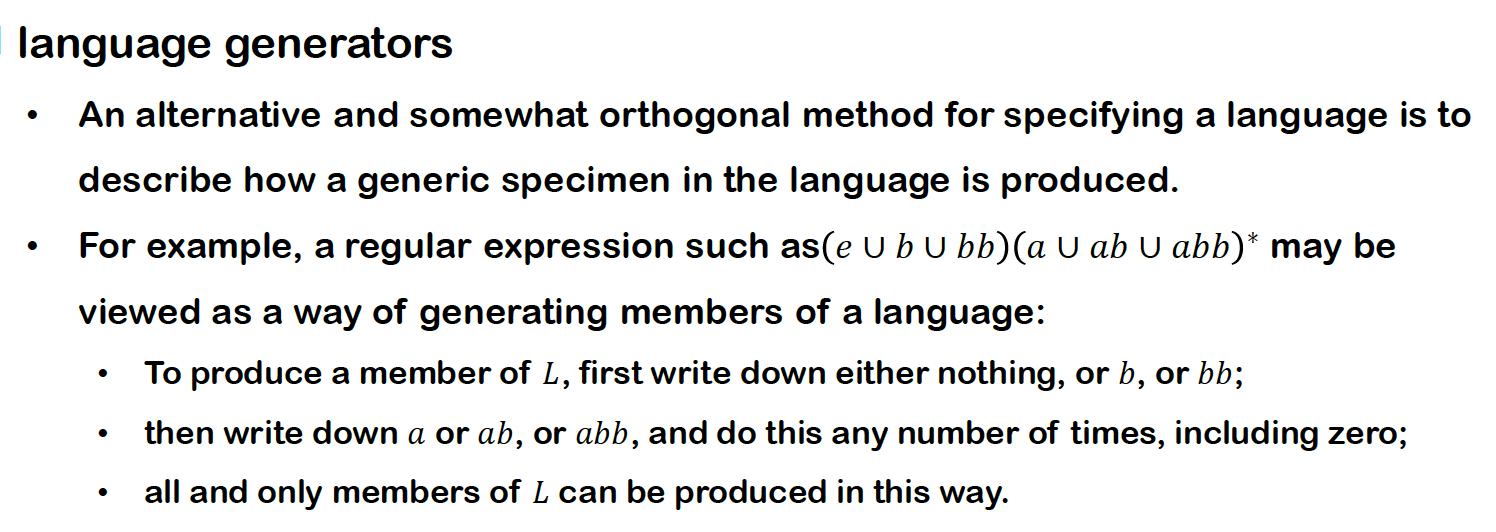 language generators
• An alternative and somewhat orthogonal method for specifying a language is to
describe how a generic specimen in the language is produced.
• For example, a regular expression such as(e ∪ b ∪ bb)(a ∪ ab ∪ abb)* may be
viewed as a way of generating members of a language:
• To produce a member of L, first write down either nothing, or b, or bb;
• then write down a or ab, or abb, and do this any number of times, including zero;
• all and only members of L can be produced in this way.